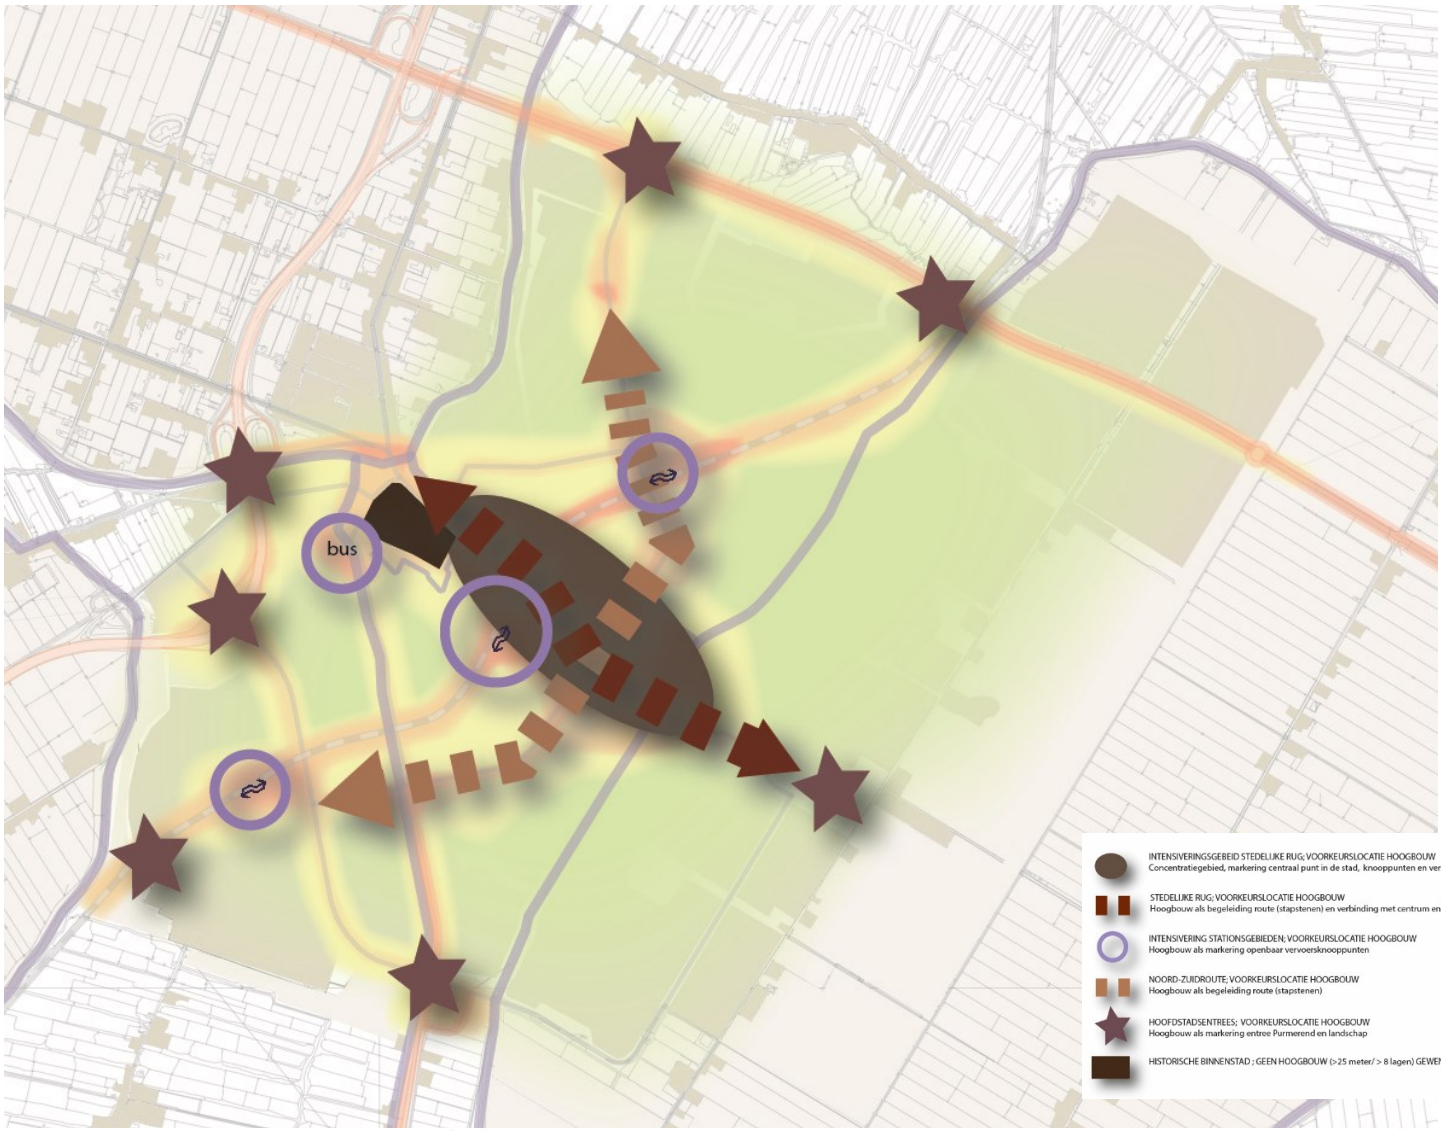 bus
INTENSIVERINGSGEBEID STEDELIJKE RUG; VOORKEURSLOCATIE HOOGBOUW
Concentratiegebied, markering centraal punt in de stad, knooppunten en ver
STEDELIJKE RUG; VOORKEURSLOCATIE HOOGBOUW
Hoogbouw als begeleiding route (stapstenen) en verbinding met centrum en
INTENSIVERING STATIONSGEBIEDEN; VOORKEURSLOCATIE HOOGBOUW
Hoogbouw als markering openbaar vervoersknooppunten
NOORD-ZUIDROUTE; VOORKEURSLOCATIE HOOGBOUW
Hoogbouw als begeleiding route (stapstenen)
HOOFDSTADSENTREES; VOORKEURSLOCATIE HOOGBOUW
Hoogbouw als markering entree Purmerend en landschap
HISTORISCHE BINNENSTAD ; GEEN HOOGBOUW (>25 meter/ > 8 lagen) GEWEN